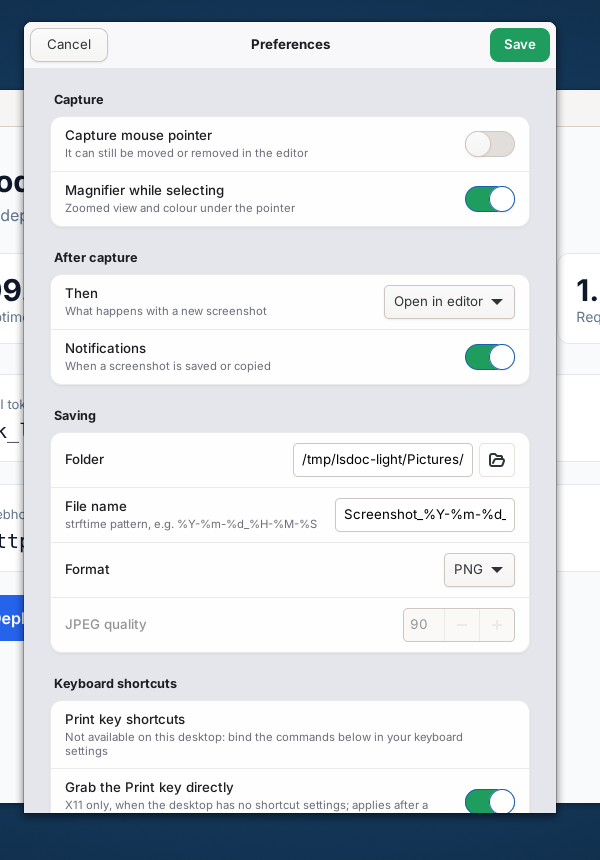 Cancel
Preferences
Save
Capture
Capture mouse pointer
It can still be moved or removed in the editor
Magnifier while selecting
Zoomed view and colour under the pointer
After capture
Then
What happens with a new screenshot
Open in editor
Notifications
When a screenshot is saved or copied
Saving
Folder
/tmp/lsdoc-light/Pictures/
File name
strftime pattern, e.g. %Y-%m-%d_%H-%M-%S
Screenshot_%Y-%m-%d_
Format
PNG
JPEG quality
90
Keyboard shortcuts
Print key shortcuts
Not available on this desktop: bind the commands below in your keyboard
settings
Grab the Print key directly
X11 only, when the desktop has no shortcut settings; applies after a
1.